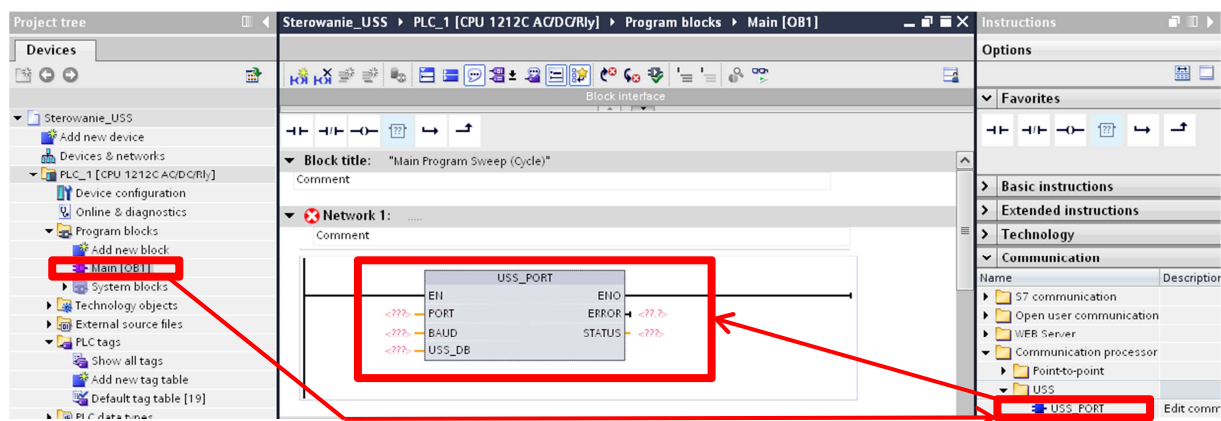 Project tree
Devices
Sterowanie_USS
Add new device
Devices & networks
PLC_1 [CPU 1212C AC/DC/Rly]
Device configuration
Online & diagnostics
Program blocks
Add new block
Main [OB1]
System blocks
Technology objects
External source files
PLC tags
Show all tags
Add new tag table
Default tag table [19]
PLC data types
Sterowanie_USS PLC_1 [CPU 1212C AC/DC/Rly] Program blocks Main [OB1]
Block interface
??
Block title: "Main Program Sweep (Cycle)"
Comment
Network 1: .....
Comment
USS_PORT
EN ENO
<???> PORT ERROR <??.?>
<???> BAUD STATUS <???>
<???> USS_DB
Instructions
Options
Favorites
??
Basic instructions
Extended instructions
Technology
Communication
Name Description
S7 communication
Open user communication
WEB Server
Communication processor
Point-to-point
USS
USS_PORT Edit comm